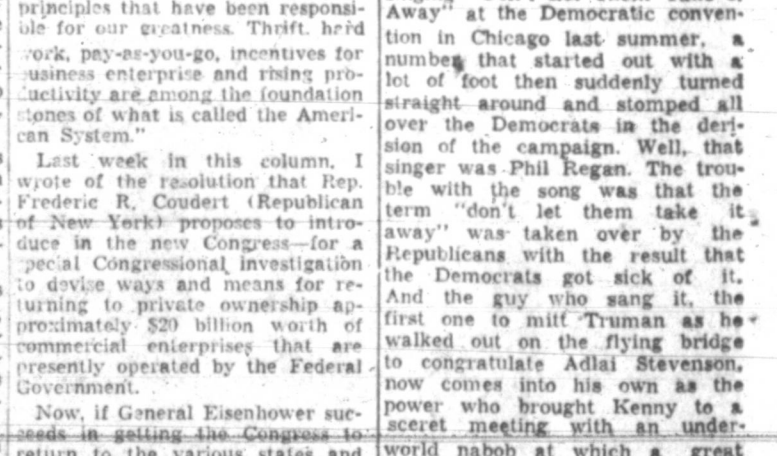 principles that have been responsi-
ble for our greatness. Thrift, hard
work, pay-as-you-go, incentives for
business enterprise and rising pro-
ductivity are among the foundation
stones of what is called the Ameri-
can System."
Last week in this column, I
wrote of the resolution that Rep.
Frederic R. Coudert (Republican
of New York) proposes to intro-
duce in the new Congress—for a
special Congressional investigation
to devise ways and means for re-
turning to private ownership ap-
proximately $20 billion worth of
commercial enterprises that are
presently operated by the Federal
Government.
Now, if General Eisenhower suc-
ceeds in getting the Congress to
return to the various states and
Away" at the Democratic conven-
tion in Chicago last summer, a
number that started out with a
lot of foot then suddenly turned
straight around and stomped all
over the Democrats in the deri-
sion of the campaign. Well, that
singer was Phil Regan. The trou-
ble with the song was that the
term "don't let them take it
away" was taken over by the
Republicans with the result that
the Democrats got sick of it.
And the guy who sang it, the
first one to mitt Truman as he
walked out on the flying bridge
to congratulate Adlai Stevenson,
now comes into his own as the
power who brought Kenny to a
sceret meeting with an under-
world nabob at which a great